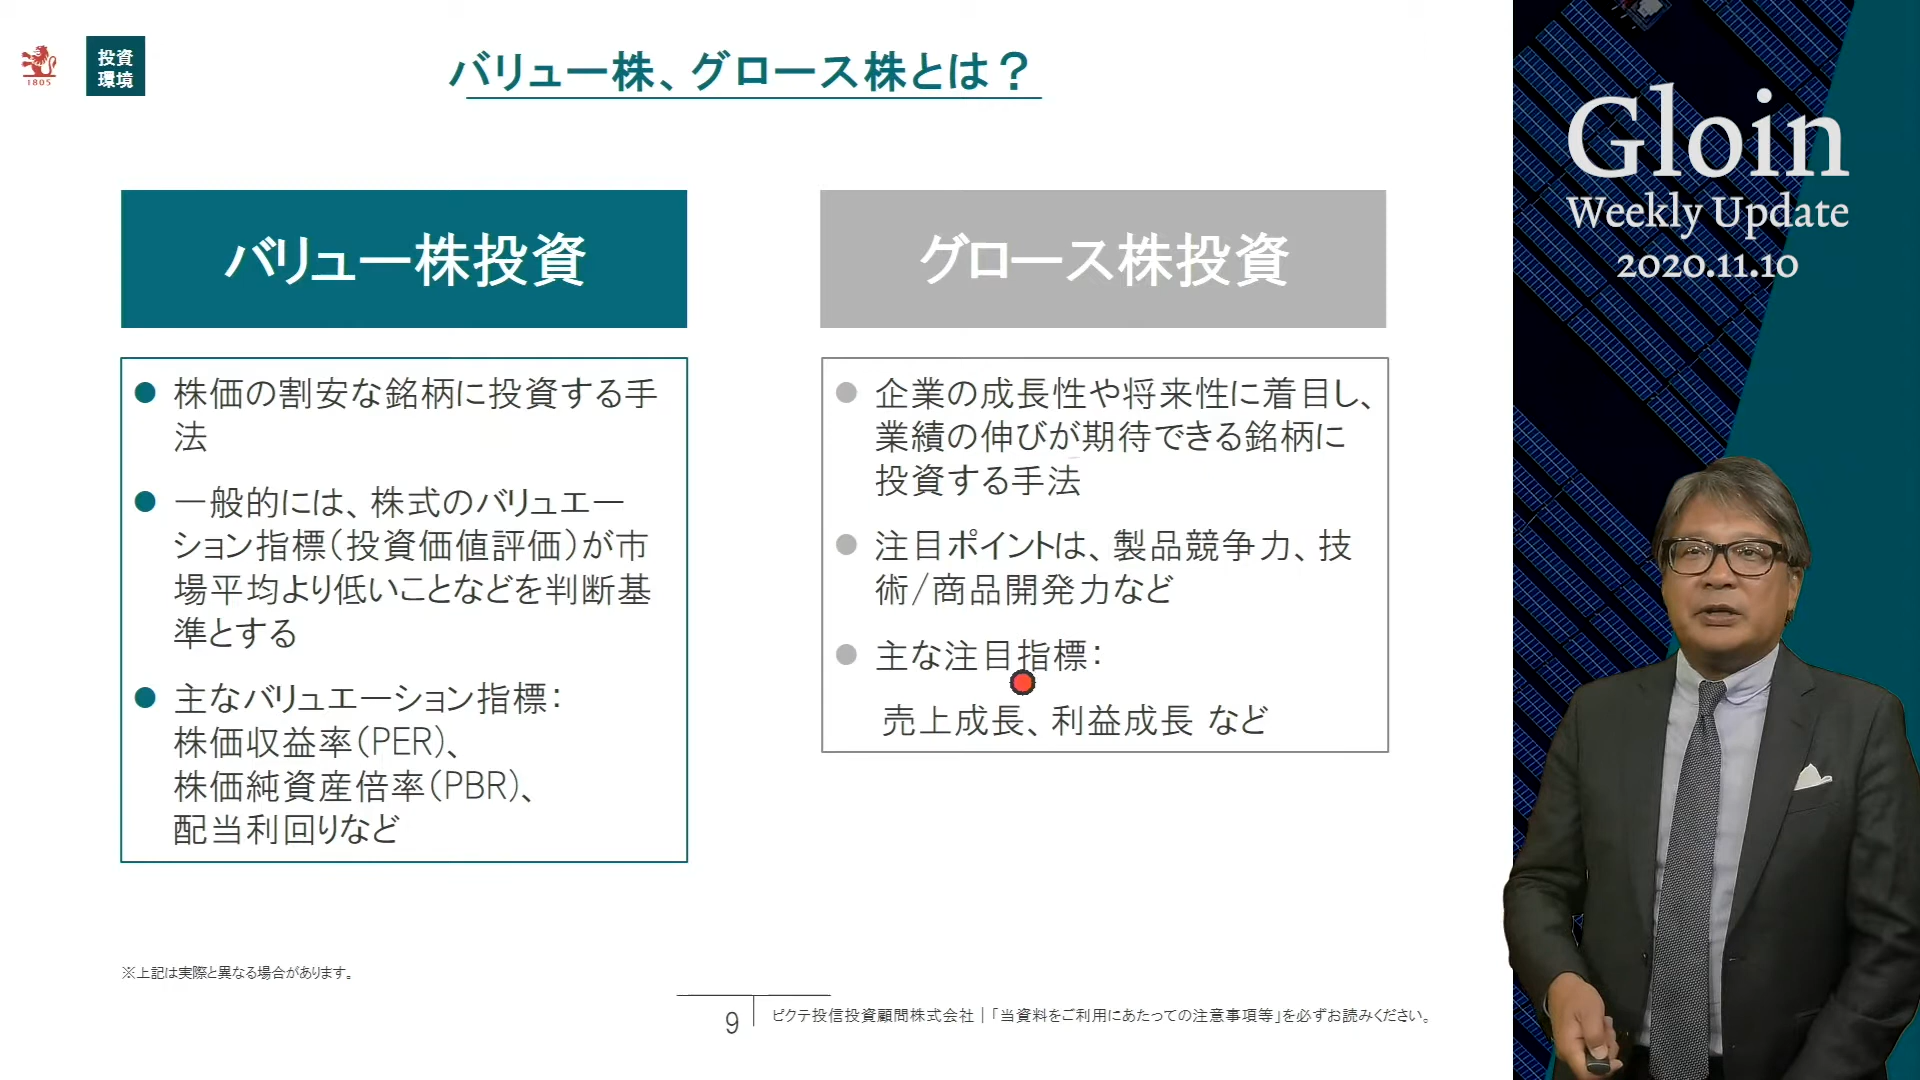 1805
投資
環境
バリュー株、グロース株とは？
バリュー株投資
株価の割安な銘柄に投資する手
法
一般的には、株式のバリュエー
ション指標（投資価値評価）が市
場平均より低いことなどを判断基
準とする
主なバリュエーション指標：
株価収益率（PER）、
株価純資産倍率（PBR）、
配当利回りなど
グロース株投資
企業の成長性や将来性に着目し、
業績の伸びが期待できる銘柄に
投資する手法
注目ポイントは、製品競争力、技
術/商品開発力など
主な注目指標：
売上成長、利益成長 など
※上記は実際と異なる場合があります。
9
ピクテ投信投資顧問株式会社｜「当資料をご利用にあたっての注意事項等」を必ずお読みください。
Gloin
Weekly Update
2020.11.10